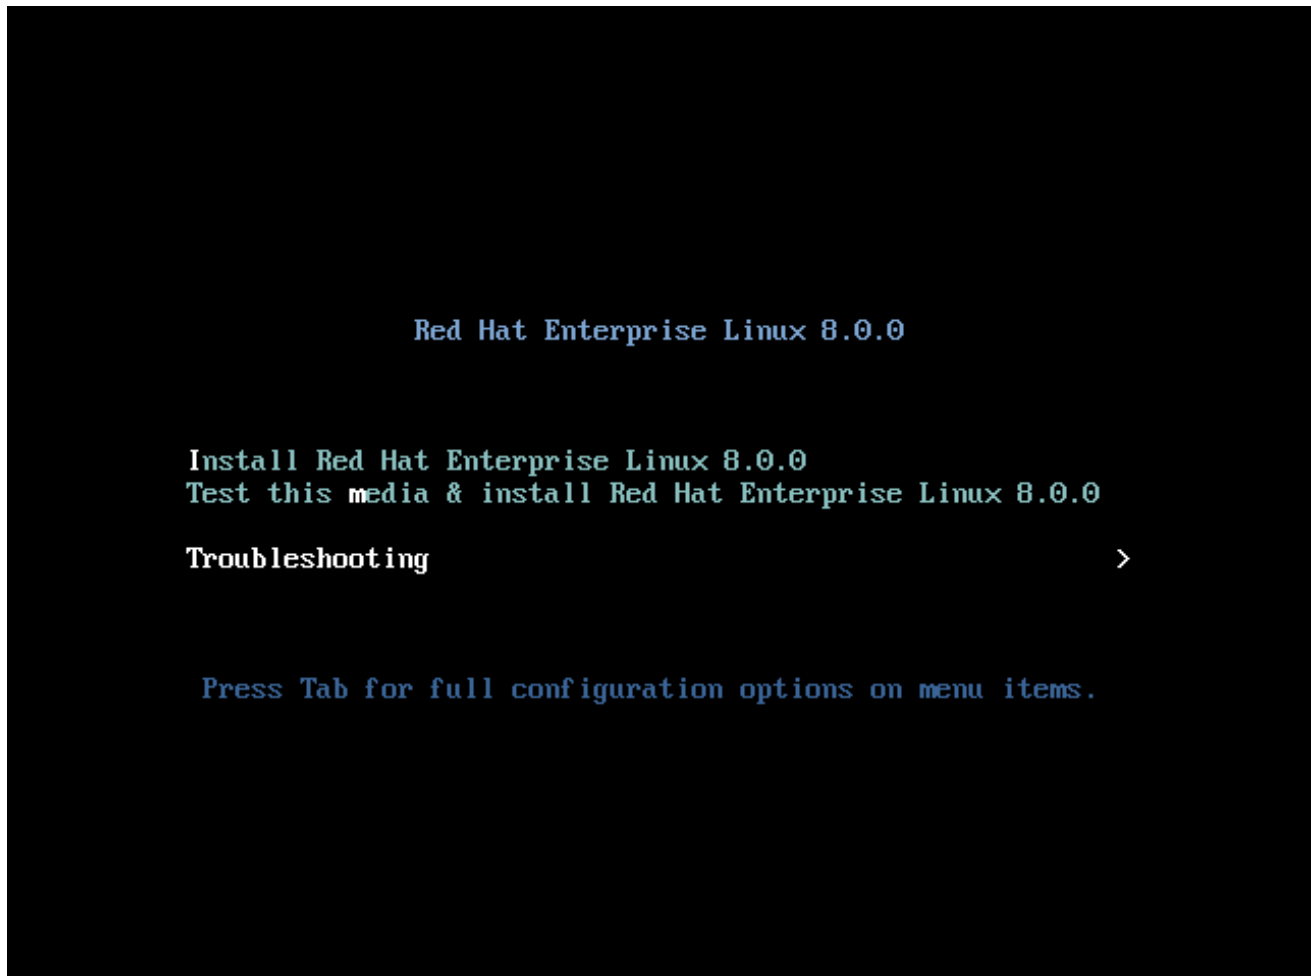 Red Hat Enterprise Linux 8.0.0
Install Red Hat Enterprise Linux 8.0.0
Test this media & install Red Hat Enterprise Linux 8.0.0
Troubleshooting >
Press Tab for full configuration options on menu items.